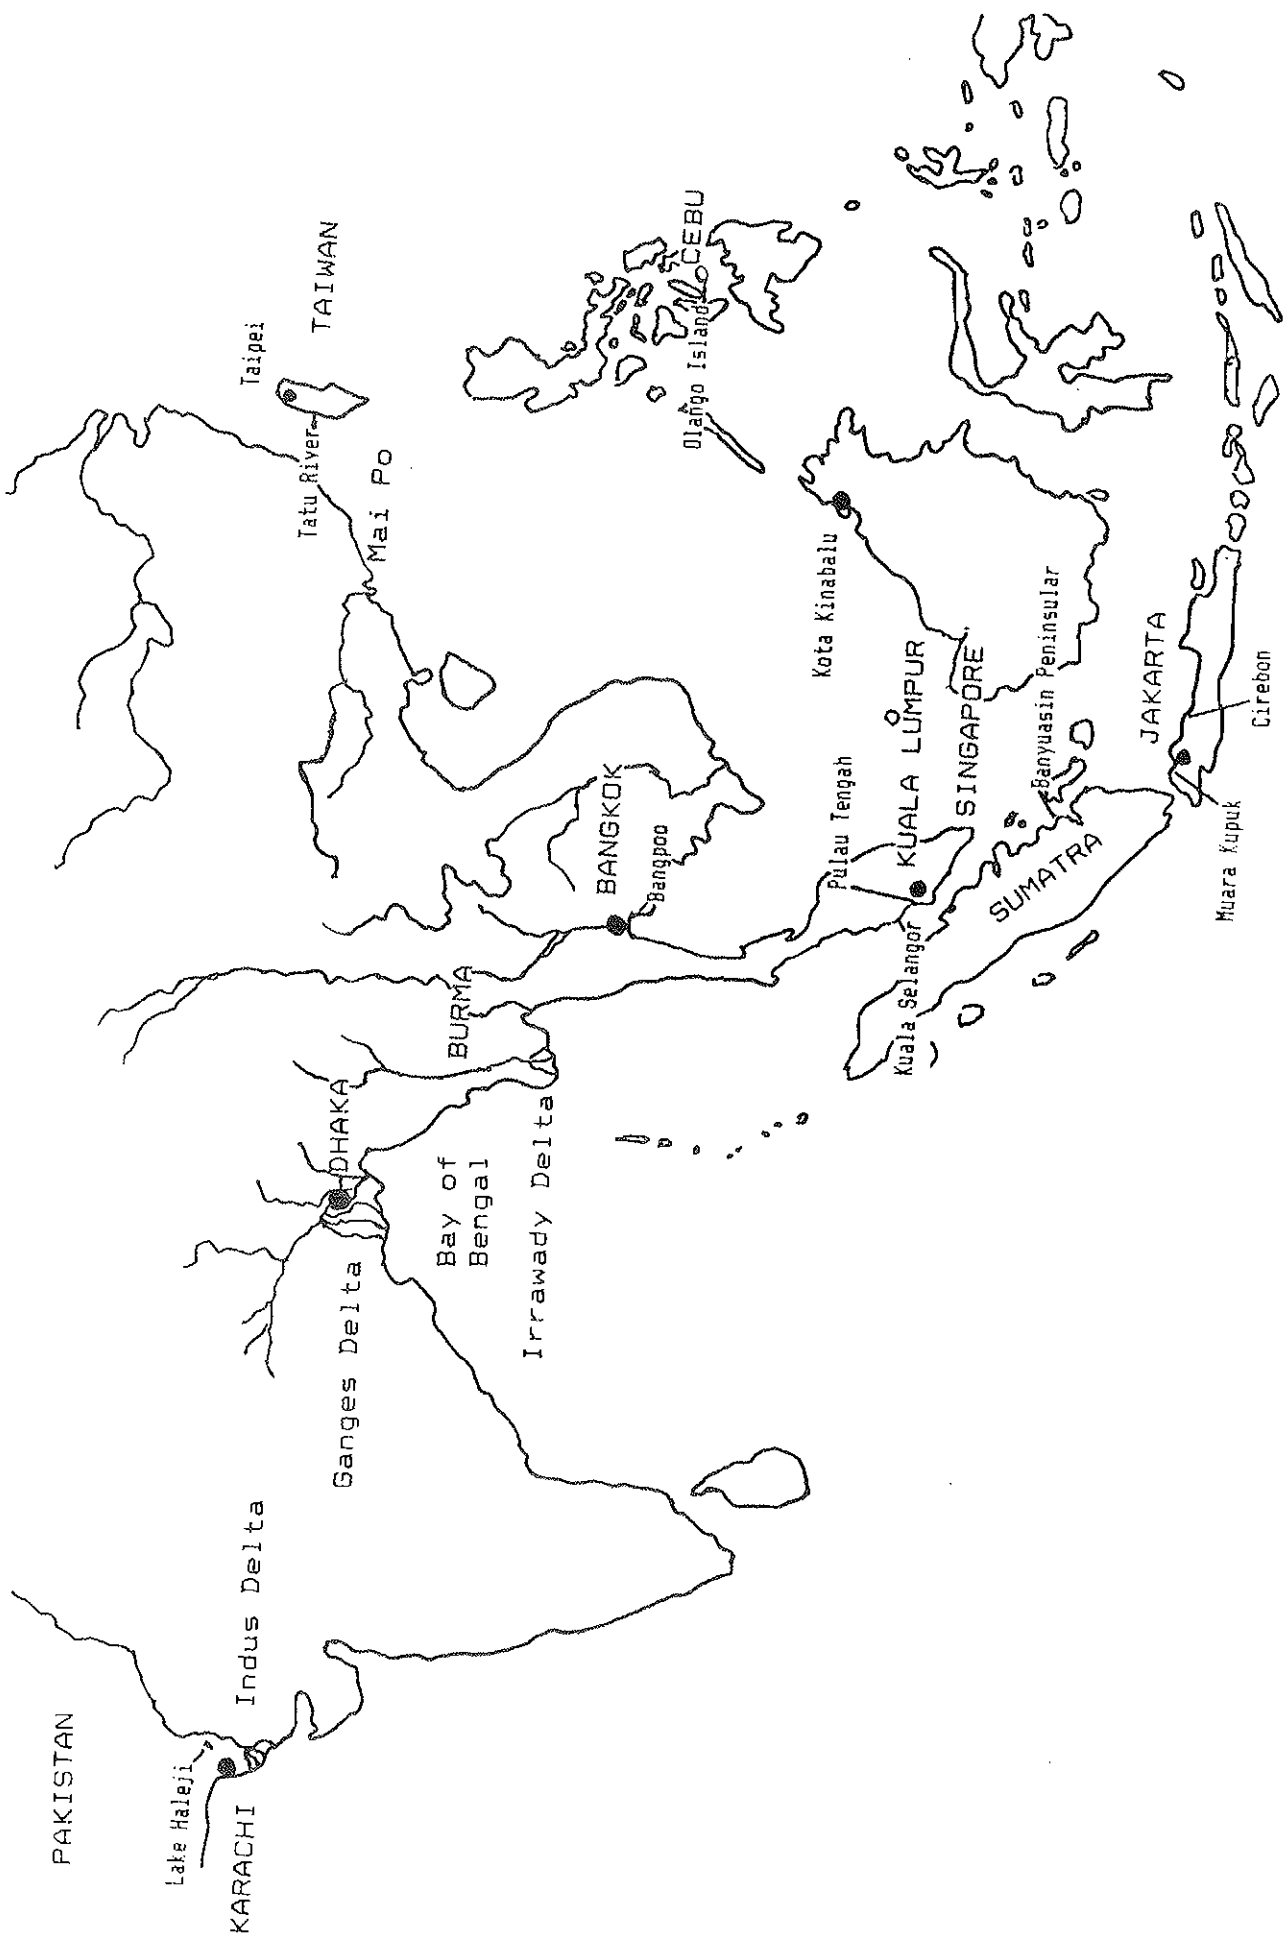 PAKISTAN
Lake Haleji
KARACHI
Indus Delta
Ganges Delta
DHAKA
Bay of
Bengal
Irrawady Delta
BURMA
BANGKOK
Bangpoo
Mai Po
Tatu River
Taipei
TAIWAN
Olango Island
CEBU
Kota Kinabalu
Pulau Tengah
Kuala Selangor
KUALA LUMPUR
SINGAPORE
SUMATRA
Banyuasin Peninsular
JAKARTA
Muara Kupuk
Cirebon